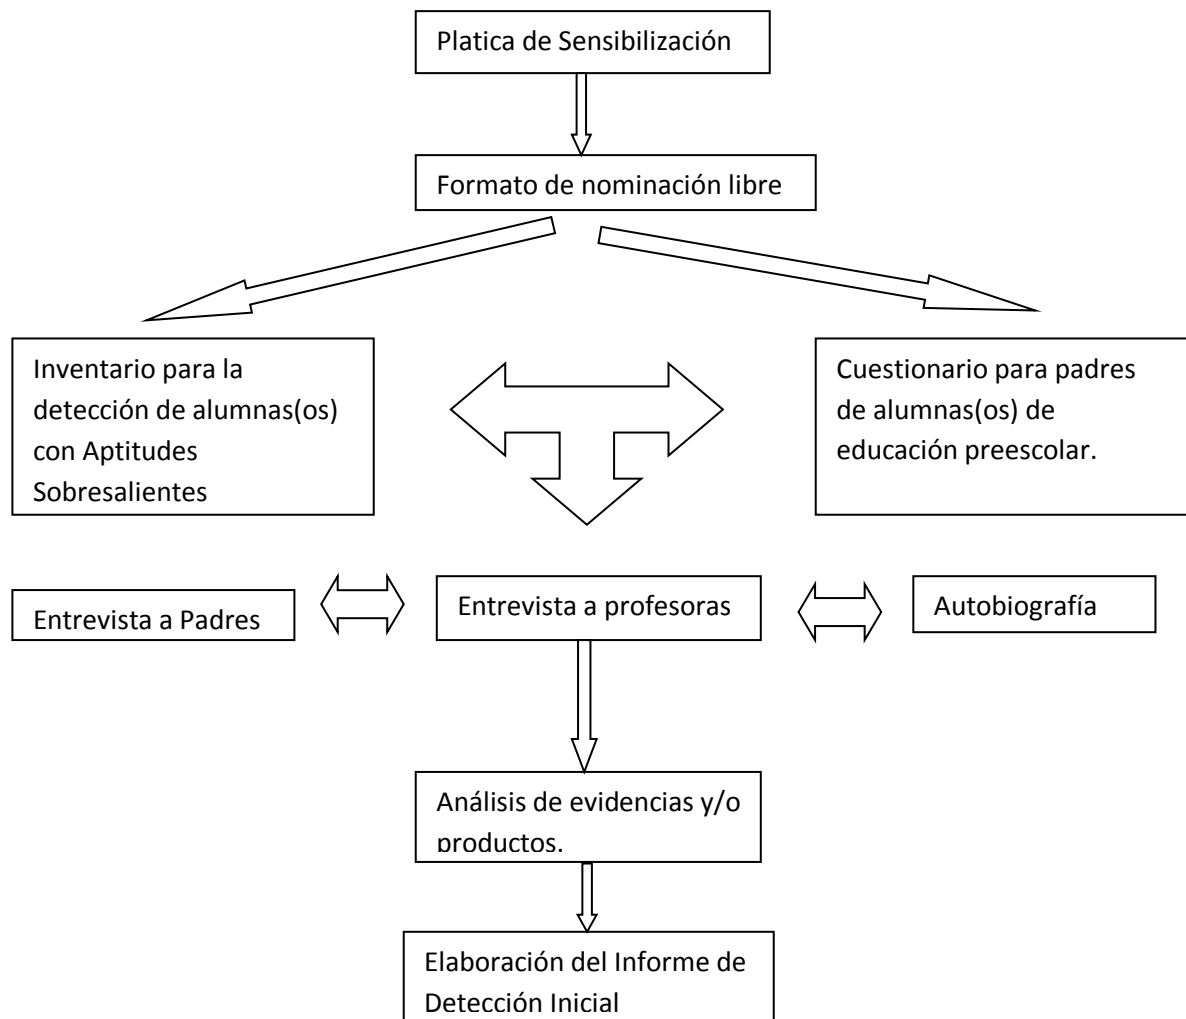 Platica de Sensibilización
Formato de nominación libre
Inventario para la
detección de alumnas(os)
con Aptitudes
Sobresalientes
Cuestionario para padres
de alumnas(os) de
educación preescolar.
Entrevista a Padres
Entrevista a profesoras
Autobiografía
Análisis de evidencias y/o
productos.
Elaboración del Informe de
Detección Inicial